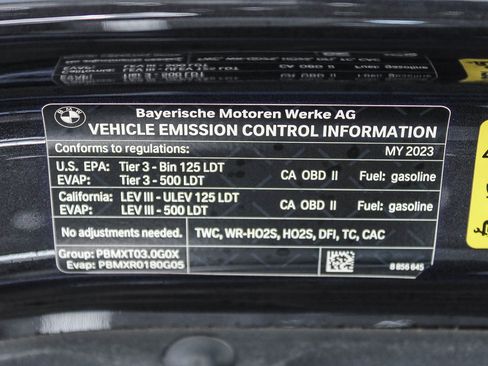 BMW
Bayerische Motoren Werke AG
VEHICLE EMISSION CONTROL INFORMATION
Conforms to regulations: MY 2023
U.S. EPA: Tier 3 - Bin 125 LDT CA OBD II Fuel: gasoline
EVAP: Tier 3 - 500 LDT
California: LEV III - ULEV 125 LDT CA OBD II Fuel: gasoline
EVAP: LEV III - 500 LDT
No adjustments needed. TWC, WR-HO2S, HO2S, DFI, TC, CAC
Group: PBMXT03.0G0X
Evap: PBMXR0180G05 8 856 645